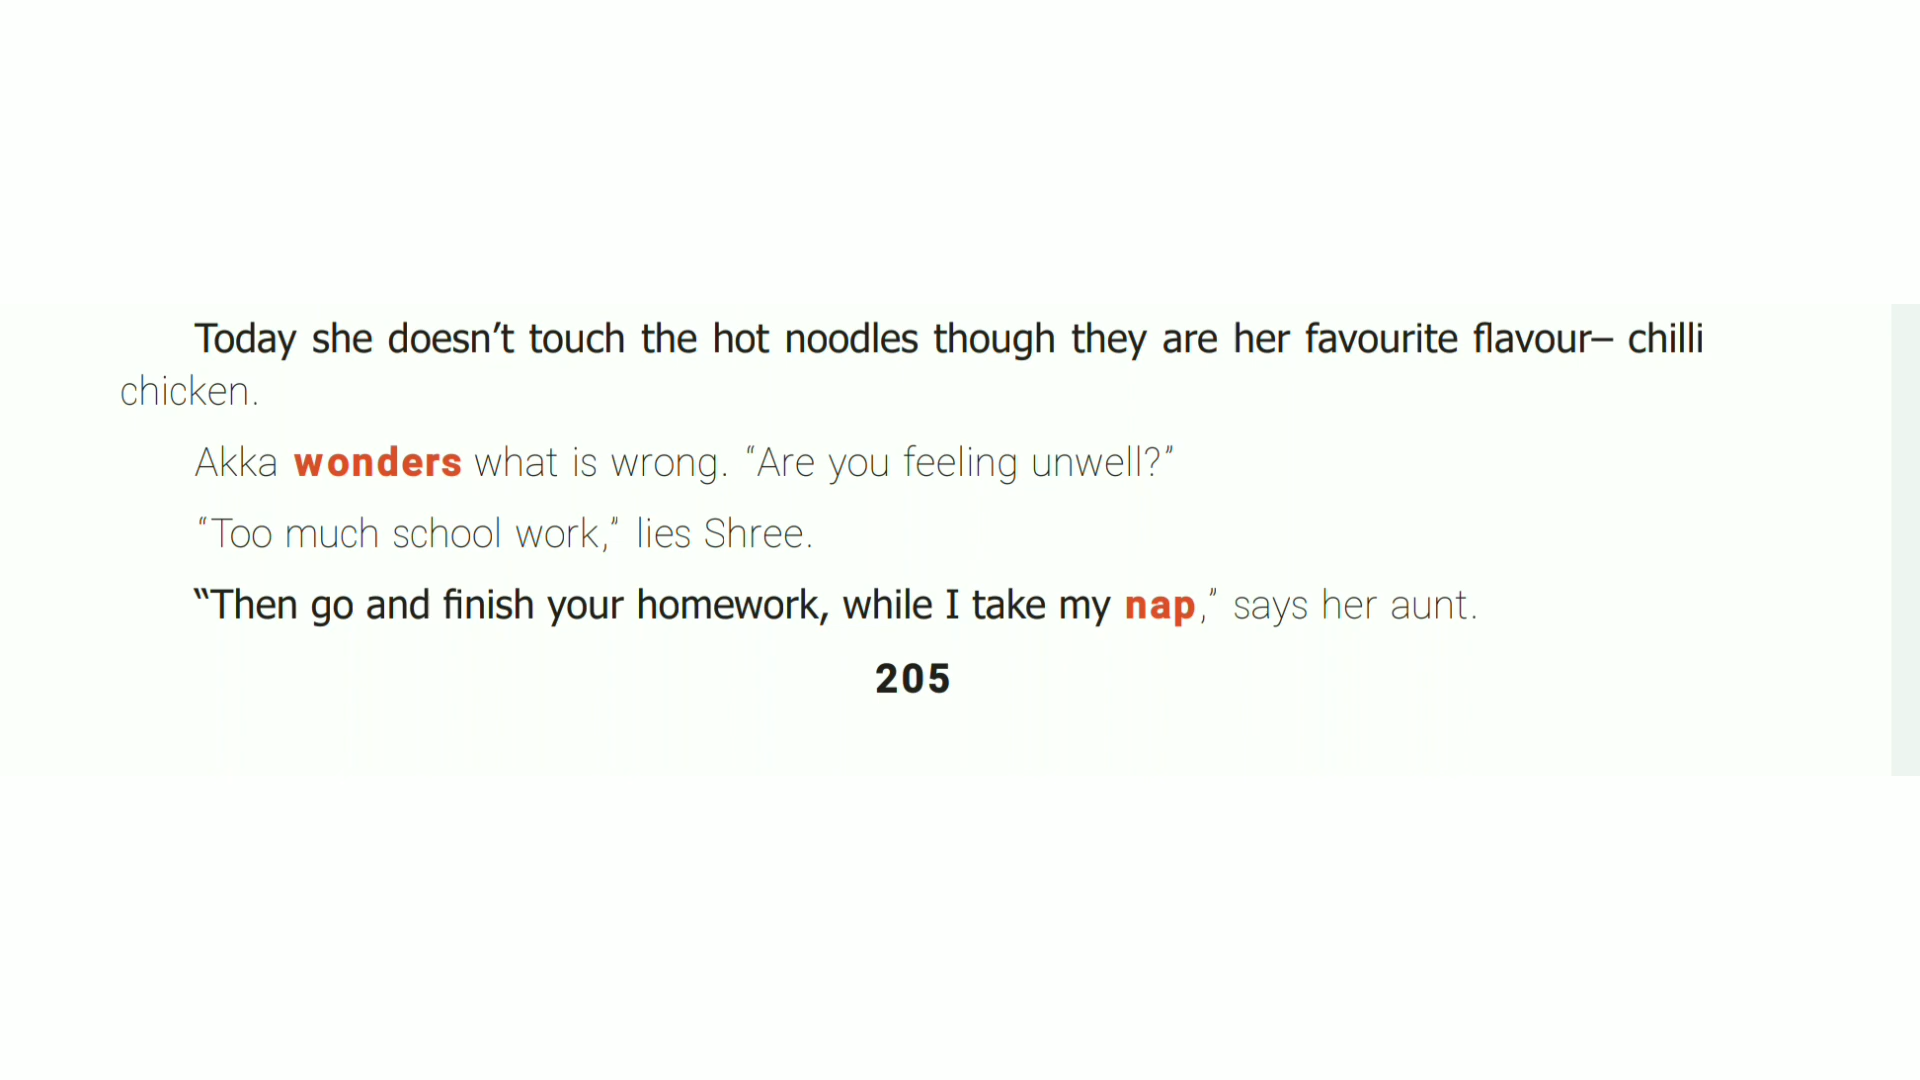 Today she doesn’t touch the hot noodles though they are her favourite flavour– chilli
chicken.
Akka wonders what is wrong. “Are you feeling unwell?”
“Too much school work,” lies Shree.
“Then go and finish your homework, while I take my nap,” says her aunt.
205